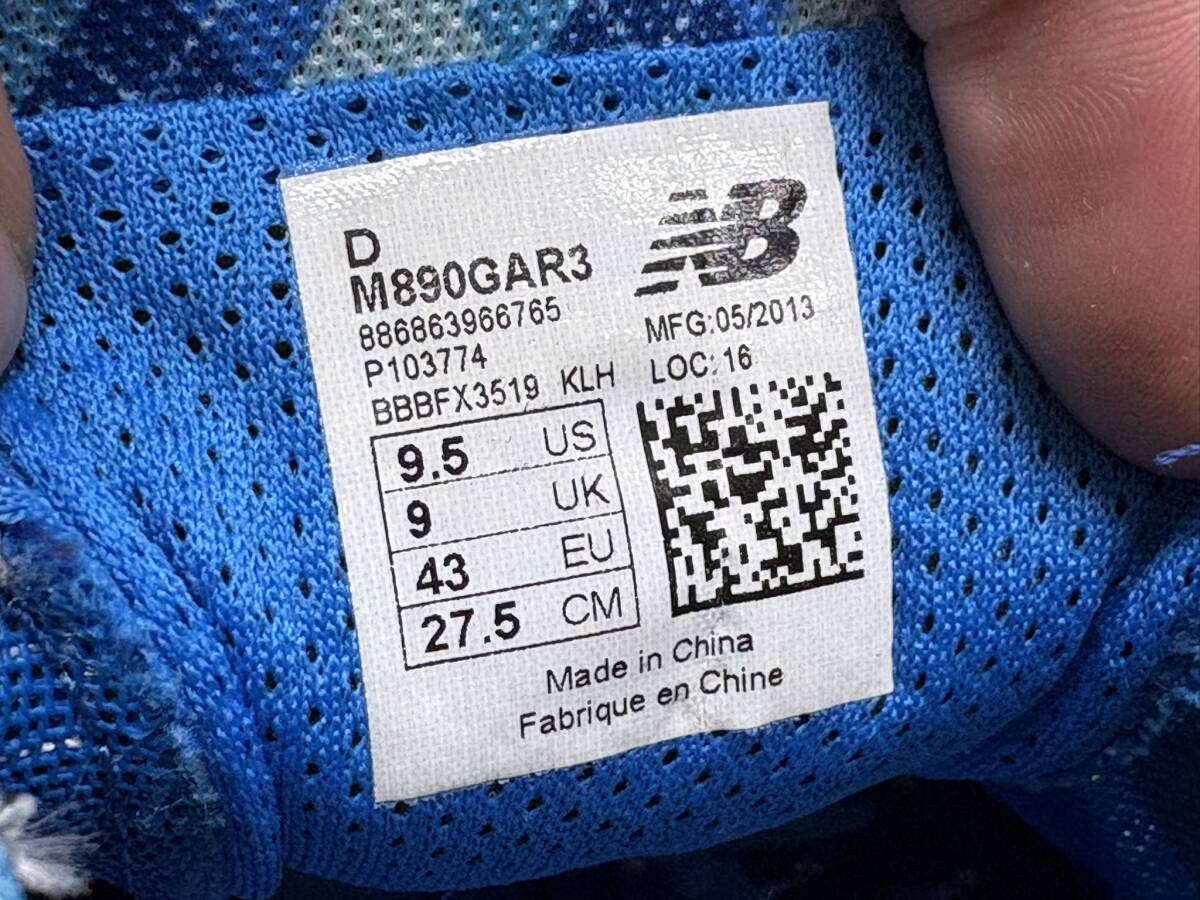 D
M890GAR3
886863966765
P103774
BBBFX3519 KLH
NB
MFG:05/2013
LOC: 16
9.5 US
9 UK
43 EU
27.5 CM
Made in China
Fabrique en Chine